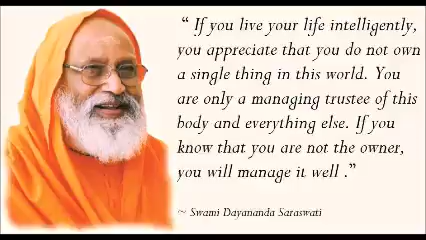 “ If you live your life intelligently,
you appreciate that you do not own
a single thing in this world. You
are only a managing trustee of this
body and everything else. If you
know that you are not the owner,
you will manage it well .”
~ Swami Dayananda Saraswati